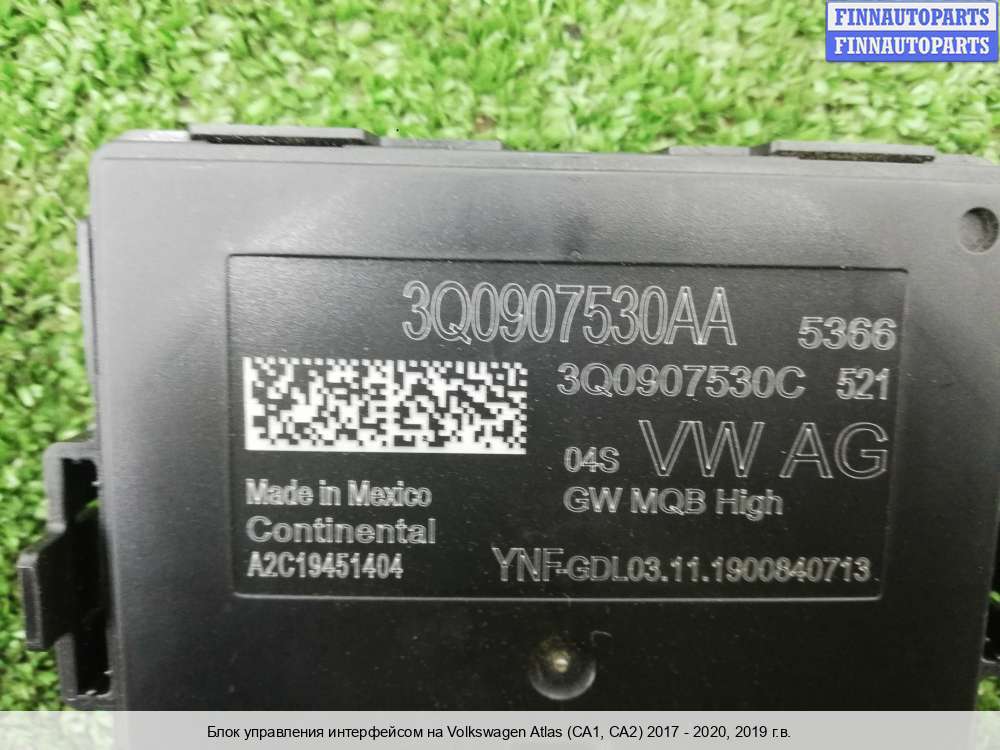 FINNAUTOPARTS
FINNAUTOPARTS
3Q0907530AA 5366
3Q0907530C 521
04S VW AG
GW MQB High
Made in Mexico
Continental
A2C19451404 YNF-GDL03.11.1900840713
Блок управления интерфейсом на Volkswagen Atlas (CA1, CA2) 2017 - 2020, 2019 г.в.